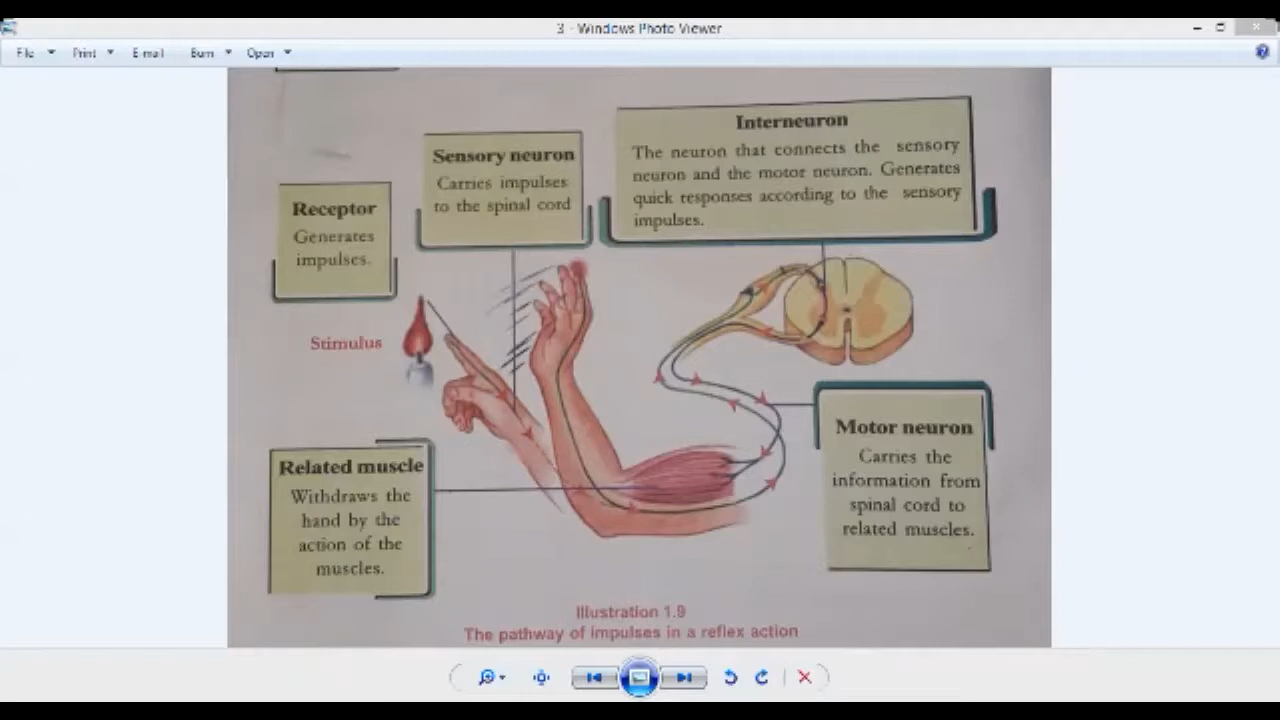 3 - Windows Photo Viewer
File Print E-mail Burn Open
Interneuron
The neuron that connects the sensory
neuron and the motor neuron. Generates
quick responses according to the sensory
impulses.
Sensory neuron
Carries impulses
to the spinal cord
Receptor
Generates
impulses.
Stimulus
Related muscle
Withdraws the
hand by the
action of the
muscles.
Motor neuron
Carries the
information from
spinal cord to
related muscles.
Illustration 1.9
The pathway of impulses in a reflex action